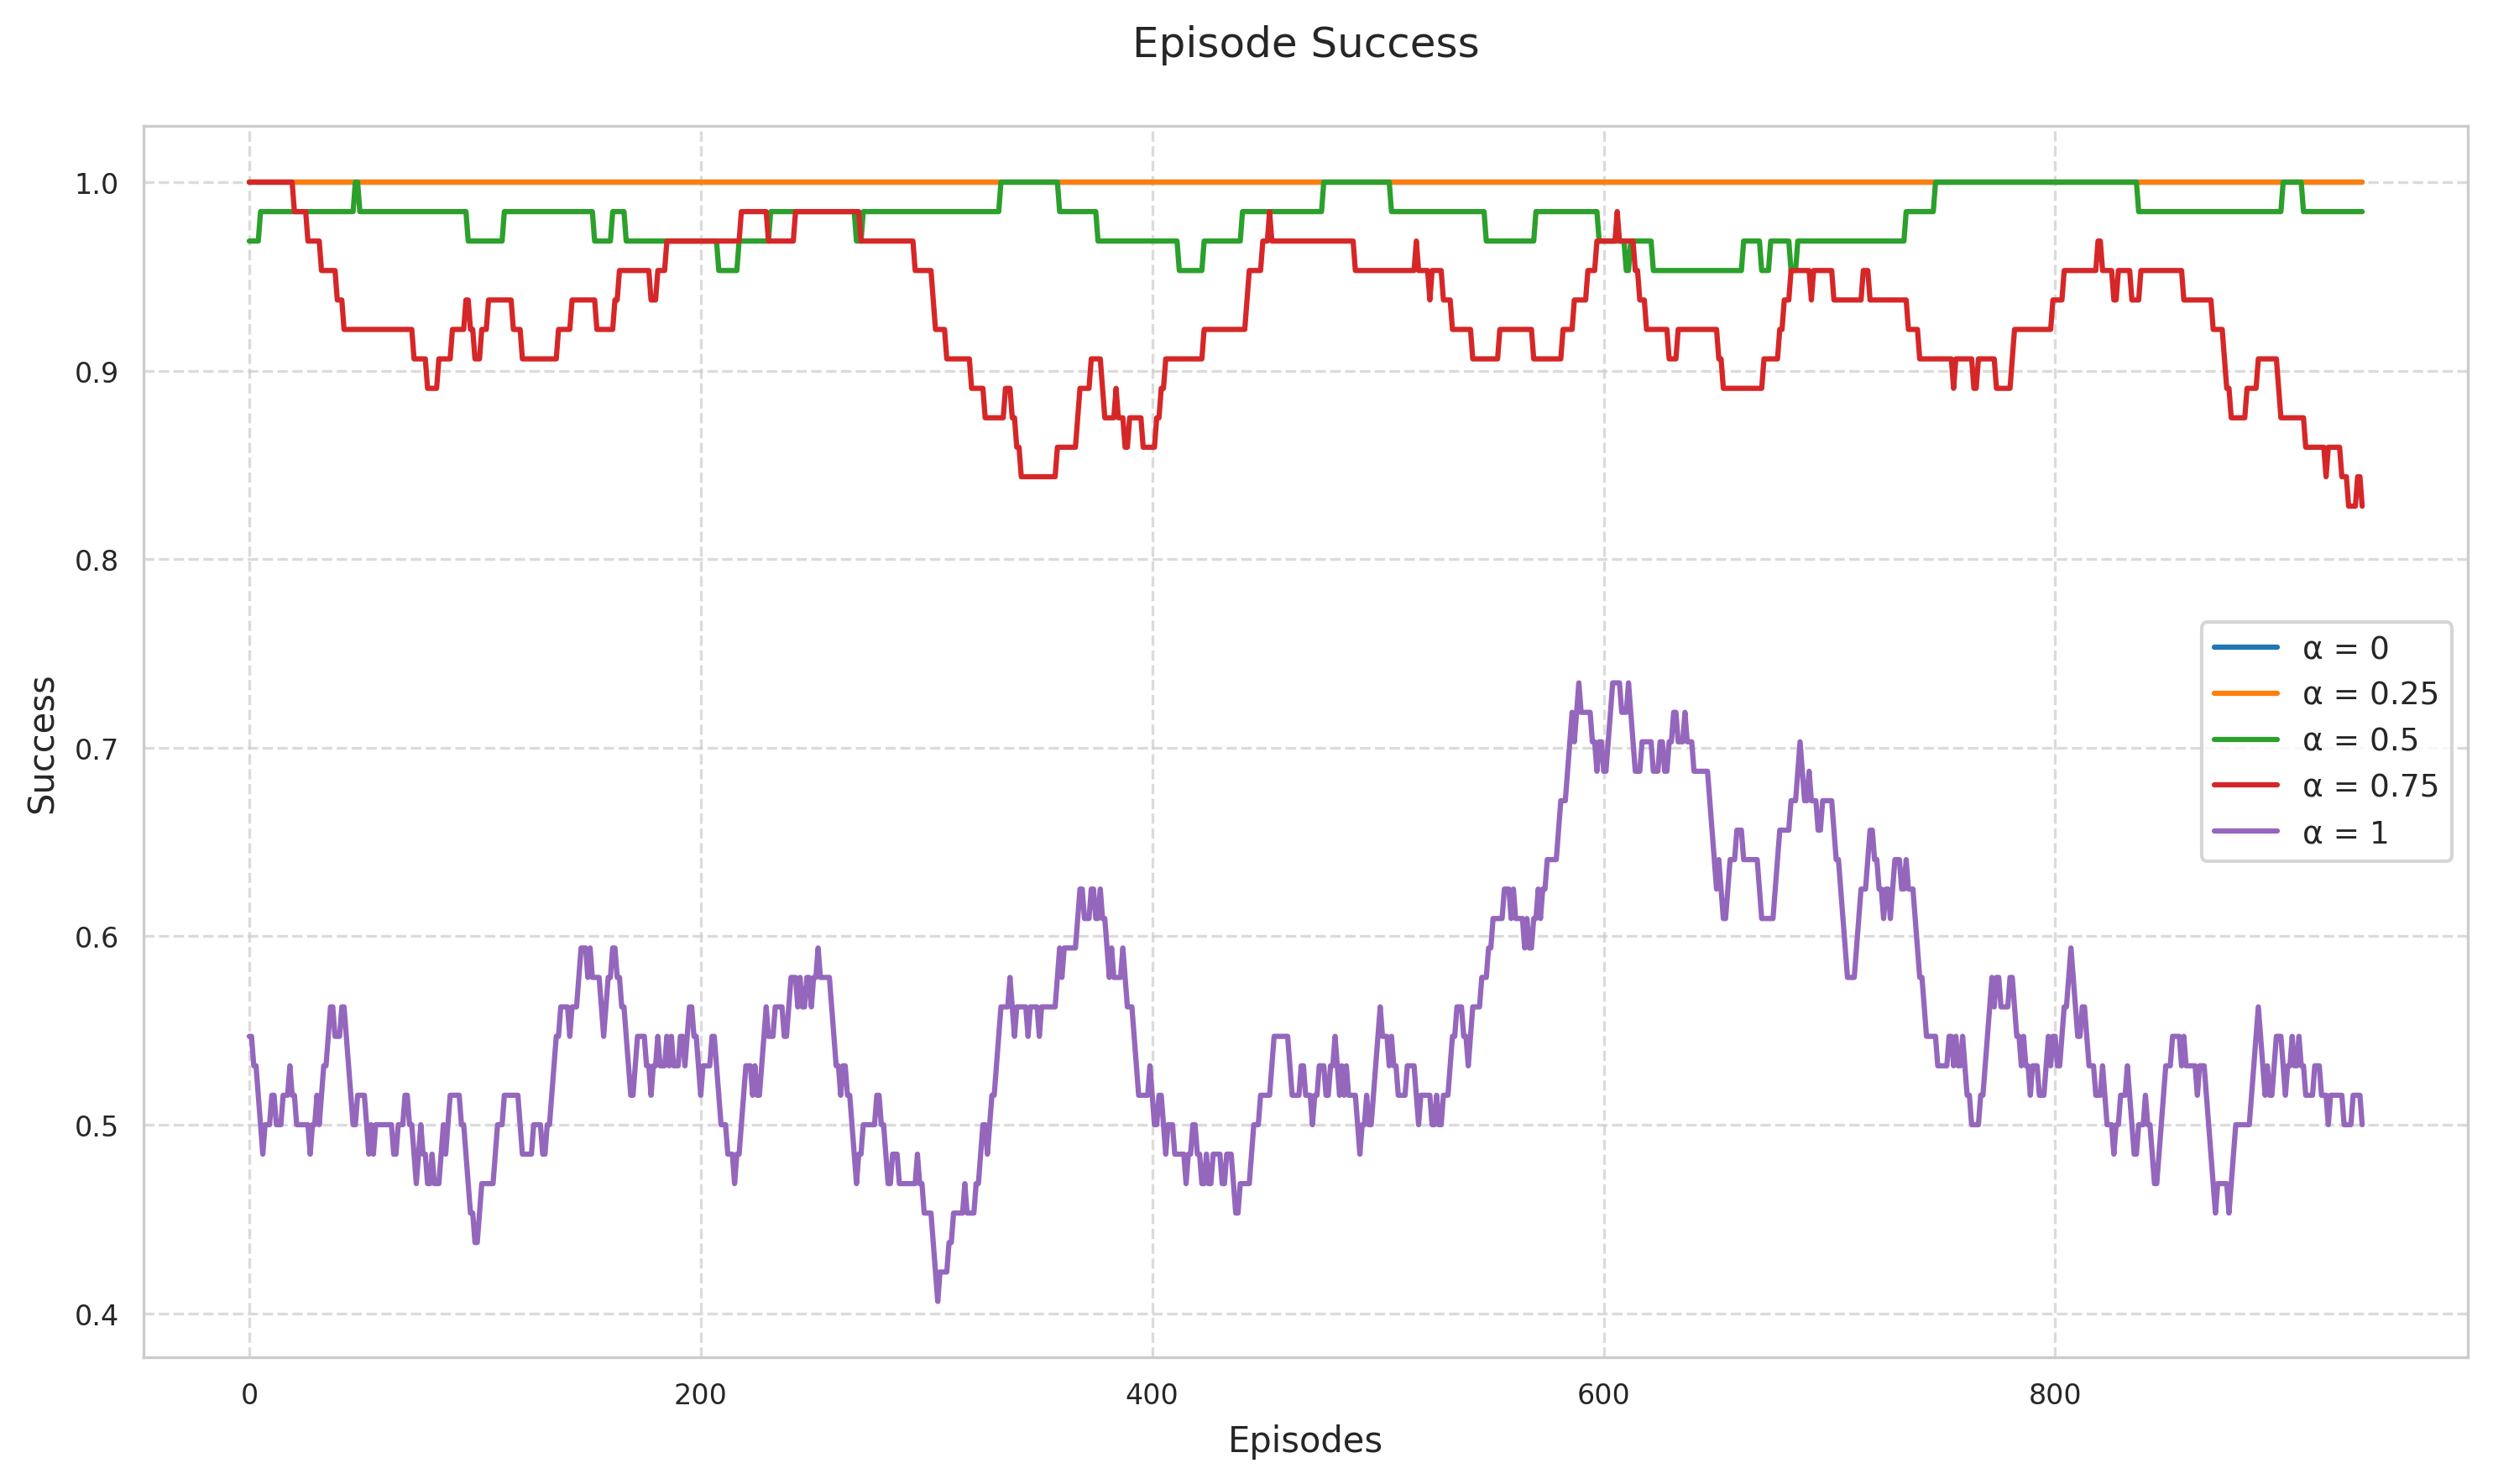 Episode Success
1.0
0.9
0.8
0.7
0.6
0.5
0.4
Success
α = 0
α = 0.25
α = 0.5
α = 0.75
α = 1
0 200 400 600 800
Episodes